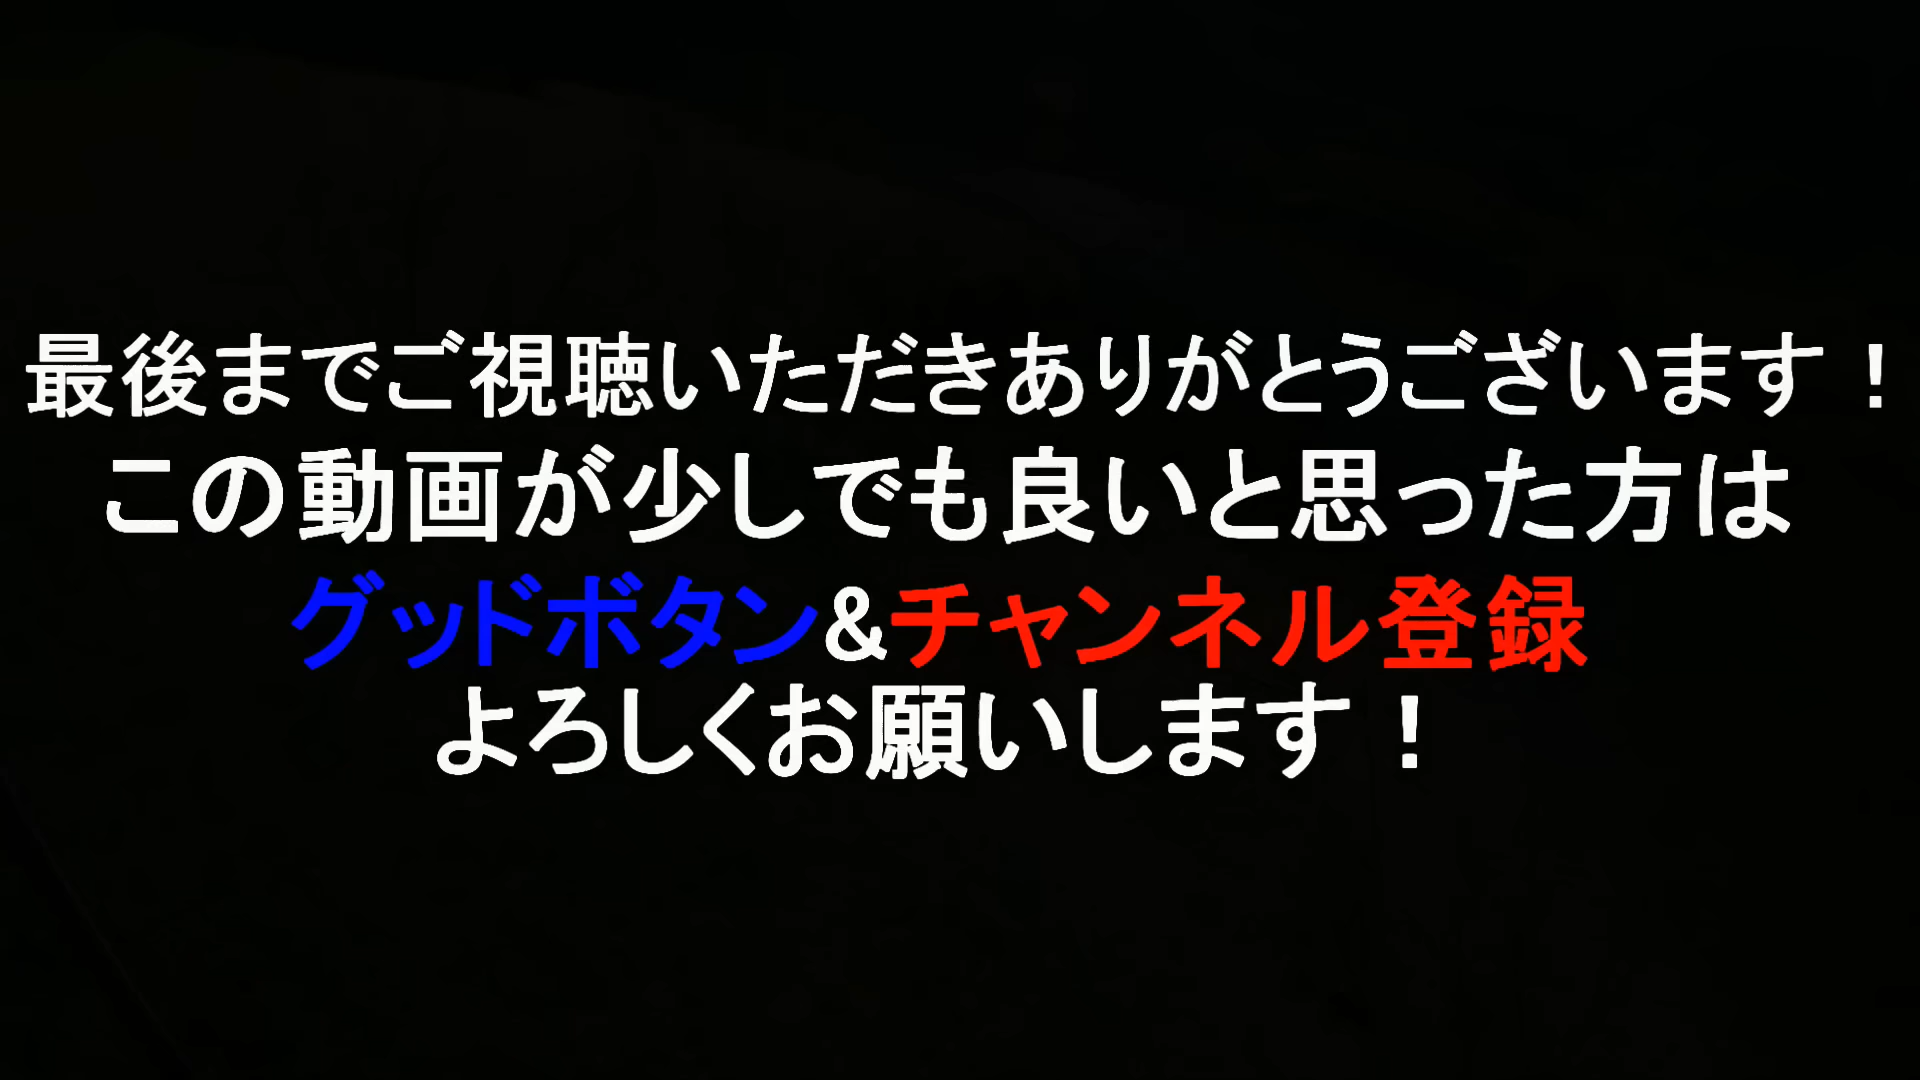 最後までご視聴いただきありがとうございます！
この動画が少しでも良いと思った方は
グッドボタン&チャンネル登録
よろしくお願いします！